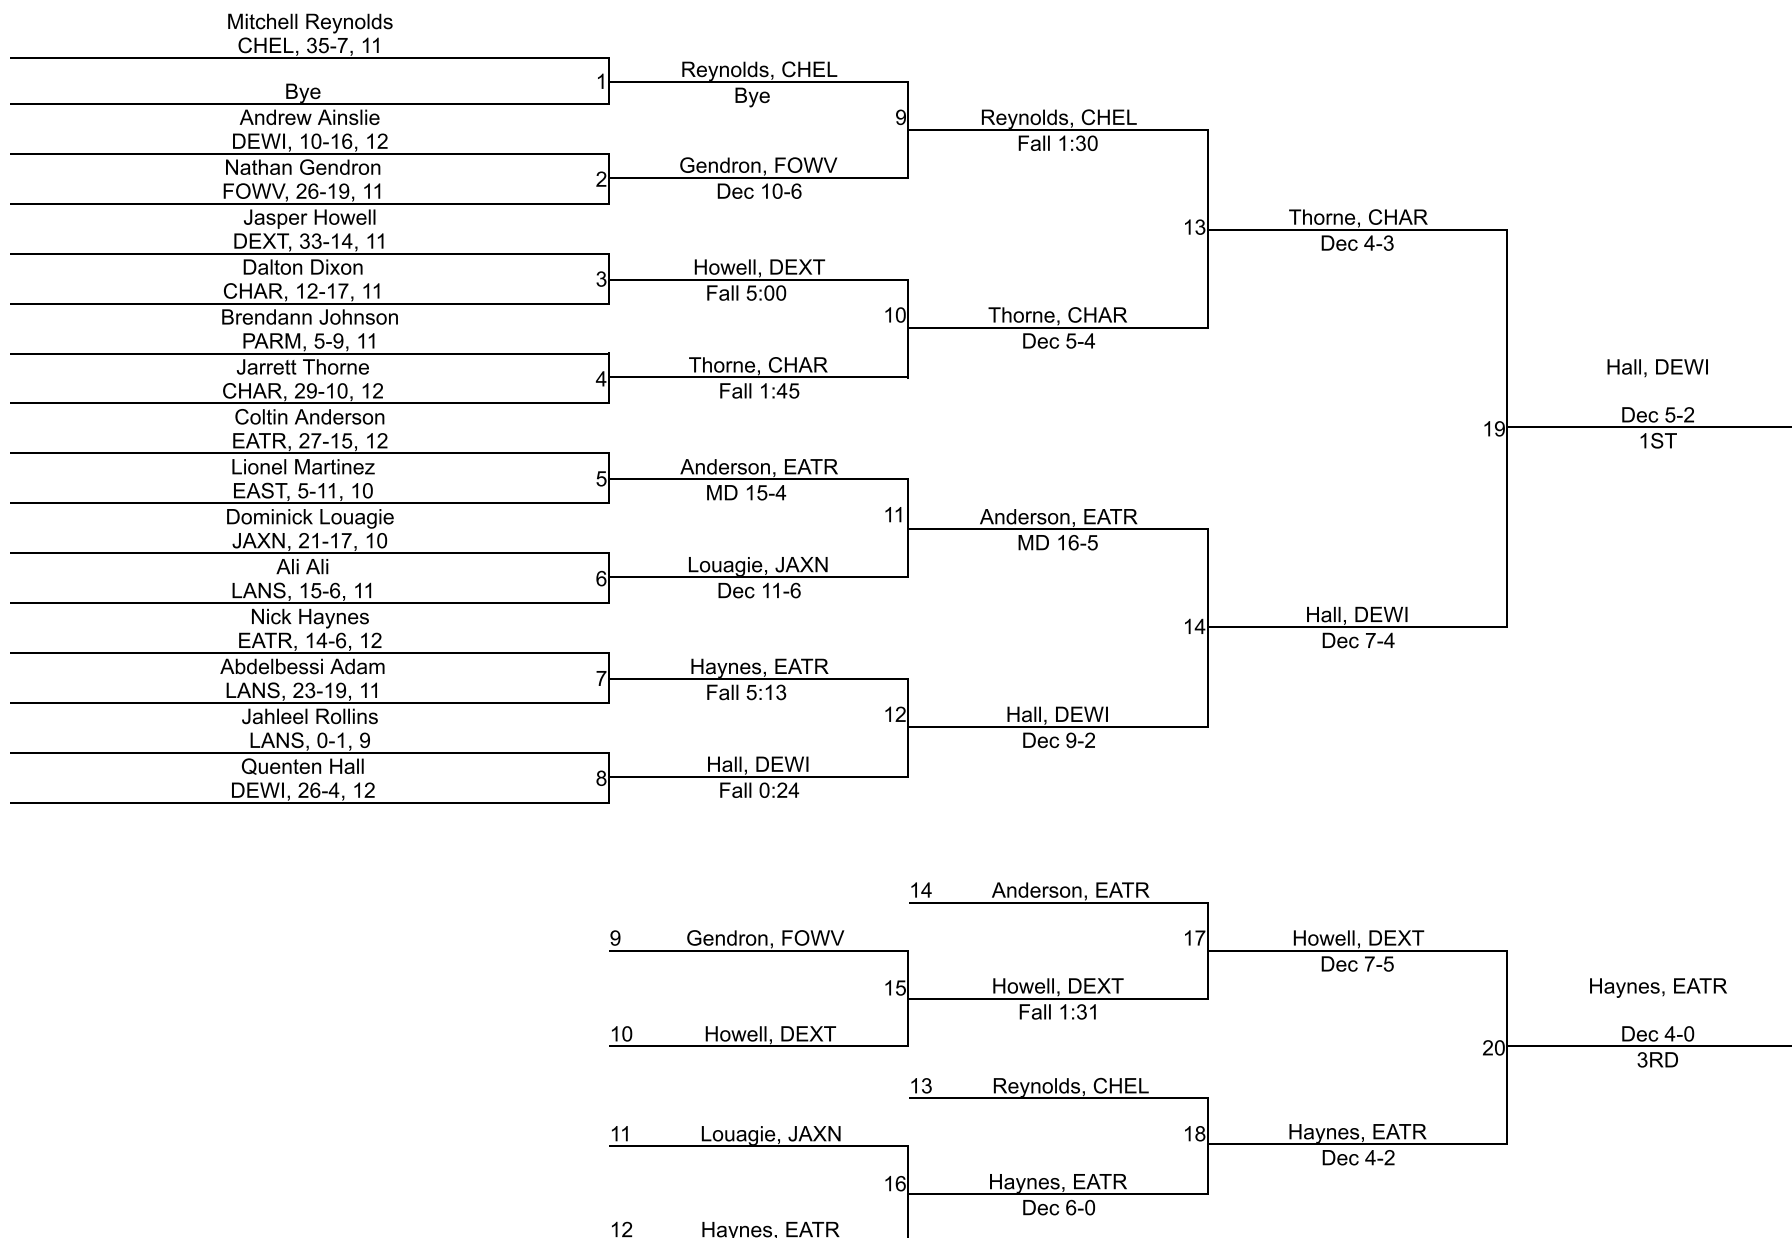 Mitchell Reynolds
CHEL, 35-7, 11
Bye
1
Andrew Ainslie
DEWI, 10-16, 12
Nathan Gendron
FOWV, 26-19, 11
2
Jasper Howell
DEXT, 33-14, 11
Dalton Dixon
CHAR, 12-17, 11
3
Brendann Johnson
PARM, 5-9, 11
Jarrett Thorne
CHAR, 29-10, 12
4
Coltin Anderson
EATR, 27-15, 12
Lionel Martinez
EAST, 5-11, 10
5
Dominick Louagie
JAXN, 21-17, 10
Ali Ali
LANS, 15-6, 11
6
Nick Haynes
EATR, 14-6, 12
Abdelbessi Adam
LANS, 23-19, 11
7
Jahleel Rollins
LANS, 0-1, 9
Quenten Hall
DEWI, 26-4, 12
8
Reynolds, CHEL
Bye
9
Gendron, FOWV
Dec 10-6
Howell, DEXT
Fall 5:00
10
Thorne, CHAR
Fall 1:45
Anderson, EATR
MD 15-4
11
Louagie, JAXN
Dec 11-6
Haynes, EATR
Fall 5:13
12
Hall, DEWI
Fall 0:24
Reynolds, CHEL
Fall 1:30
13
Thorne, CHAR
Dec 5-4
Anderson, EATR
MD 16-5
14
Hall, DEWI
Dec 9-2
Thorne, CHAR
Dec 4-3
19
Hall, DEWI
Dec 7-4
Hall, DEWI
Dec 5-2
1ST
14 Anderson, EATR
9 Gendron, FOWV
17
Howell, DEXT
Dec 7-5
15
Howell, DEXT
Fall 1:31
10 Howell, DEXT
Haynes, EATR
Dec 4-0
3RD
20
13 Reynolds, CHEL
11 Louagie, JAXN
18
Haynes, EATR
Dec 4-2
16
Haynes, EATR
Dec 6-0
12 Haynes, EATR